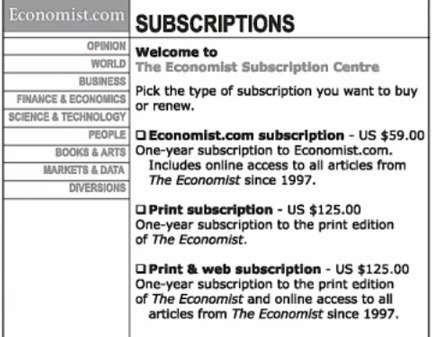 Economist.com
OPINION
WORLD
BUSINESS
FINANCE & ECONOMICS
SCIENCE & TECHNOLOGY
PEOPLE
BOOKS & ARTS
MARKETS & DATA
DIVERSIONS
SUBSCRIPTIONS
Welcome to
The Economist Subscription Centre
Pick the type of subscription you want to buy
or renew.
❑ Economist.com subscription - US $59.00
One-year subscription to Economist.com.
Includes online access to all articles from
The Economist since 1997.
❑ Print subscription - US $125.00
One-year subscription to the print edition
of The Economist.
❑ Print & web subscription - US $125.00
One-year subscription to the print edition
of The Economist and online access to all
articles from The Economist since 1997.